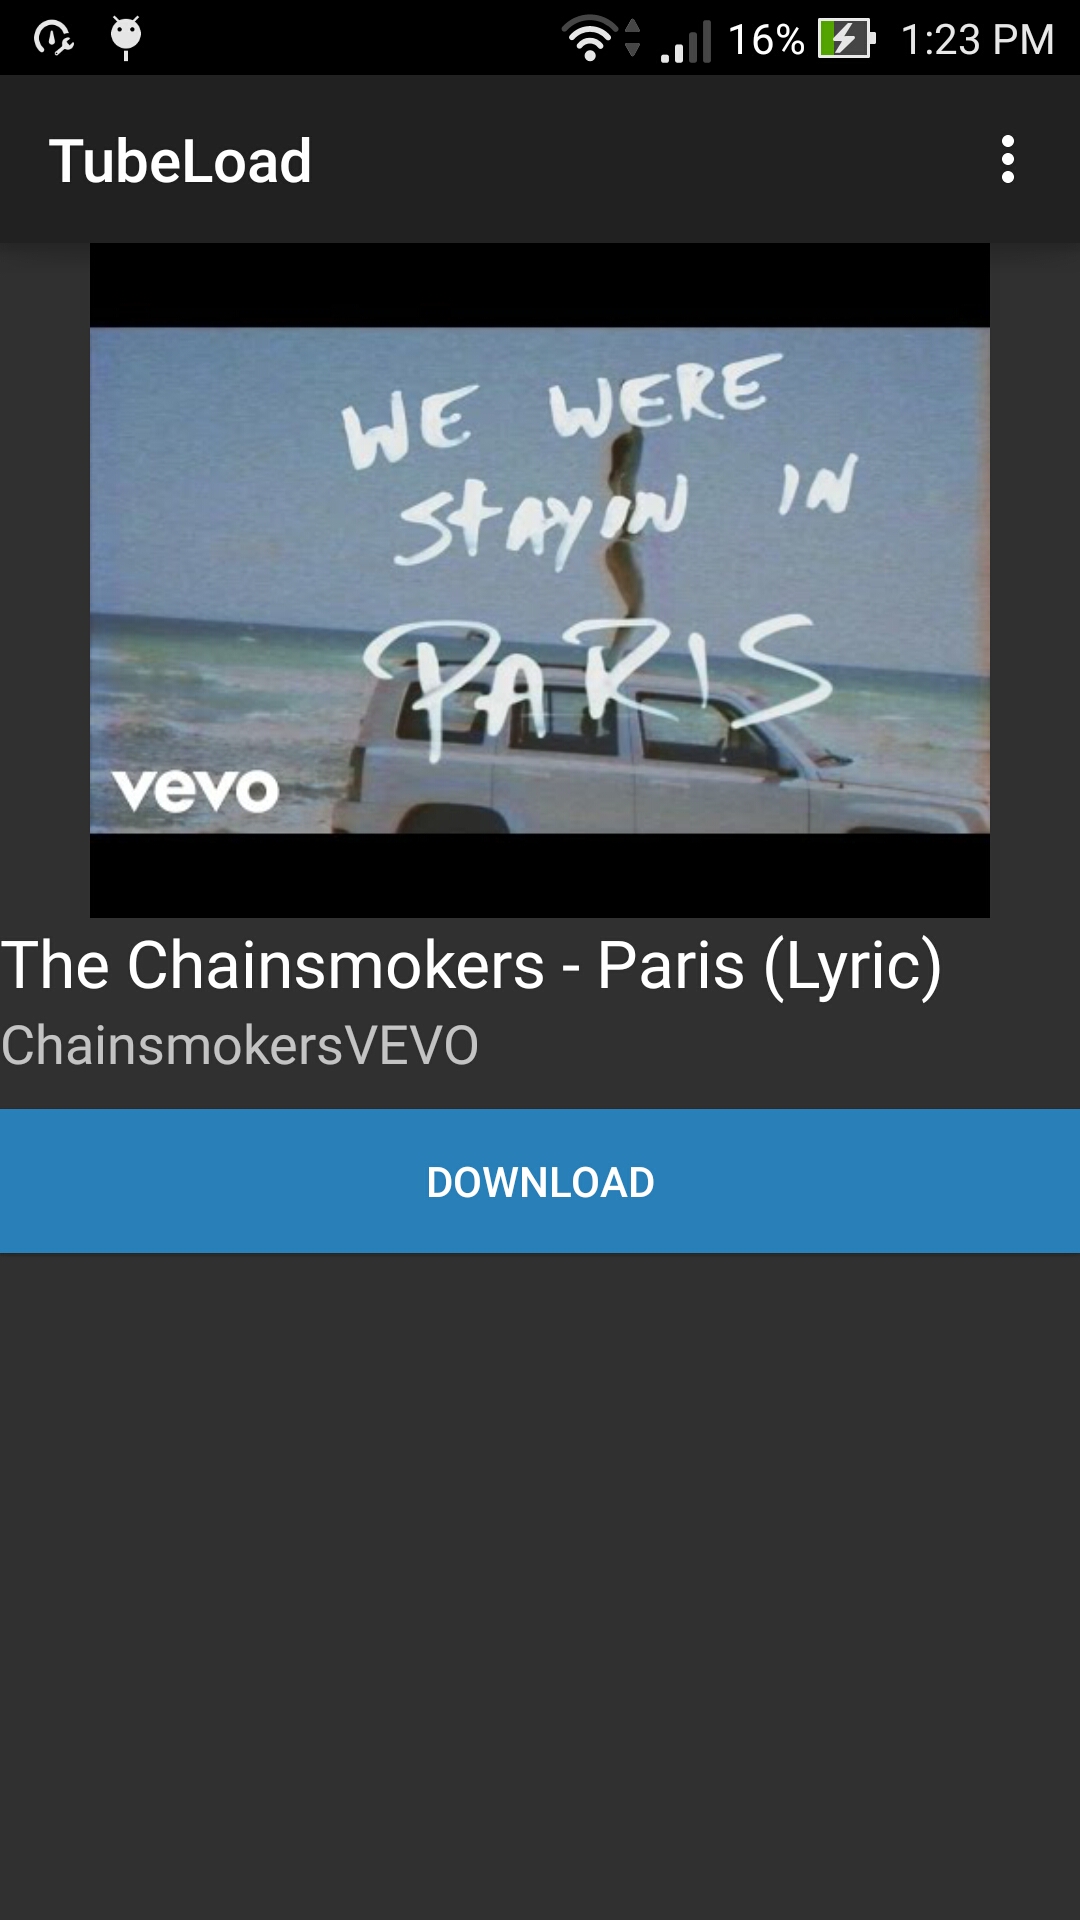 16% 1:23 PM
TubeLoad
WE WERE
STAYIN IN
PARIS
vevo
The Chainsmokers - Paris (Lyric)
ChainsmokersVEVO
DOWNLOAD